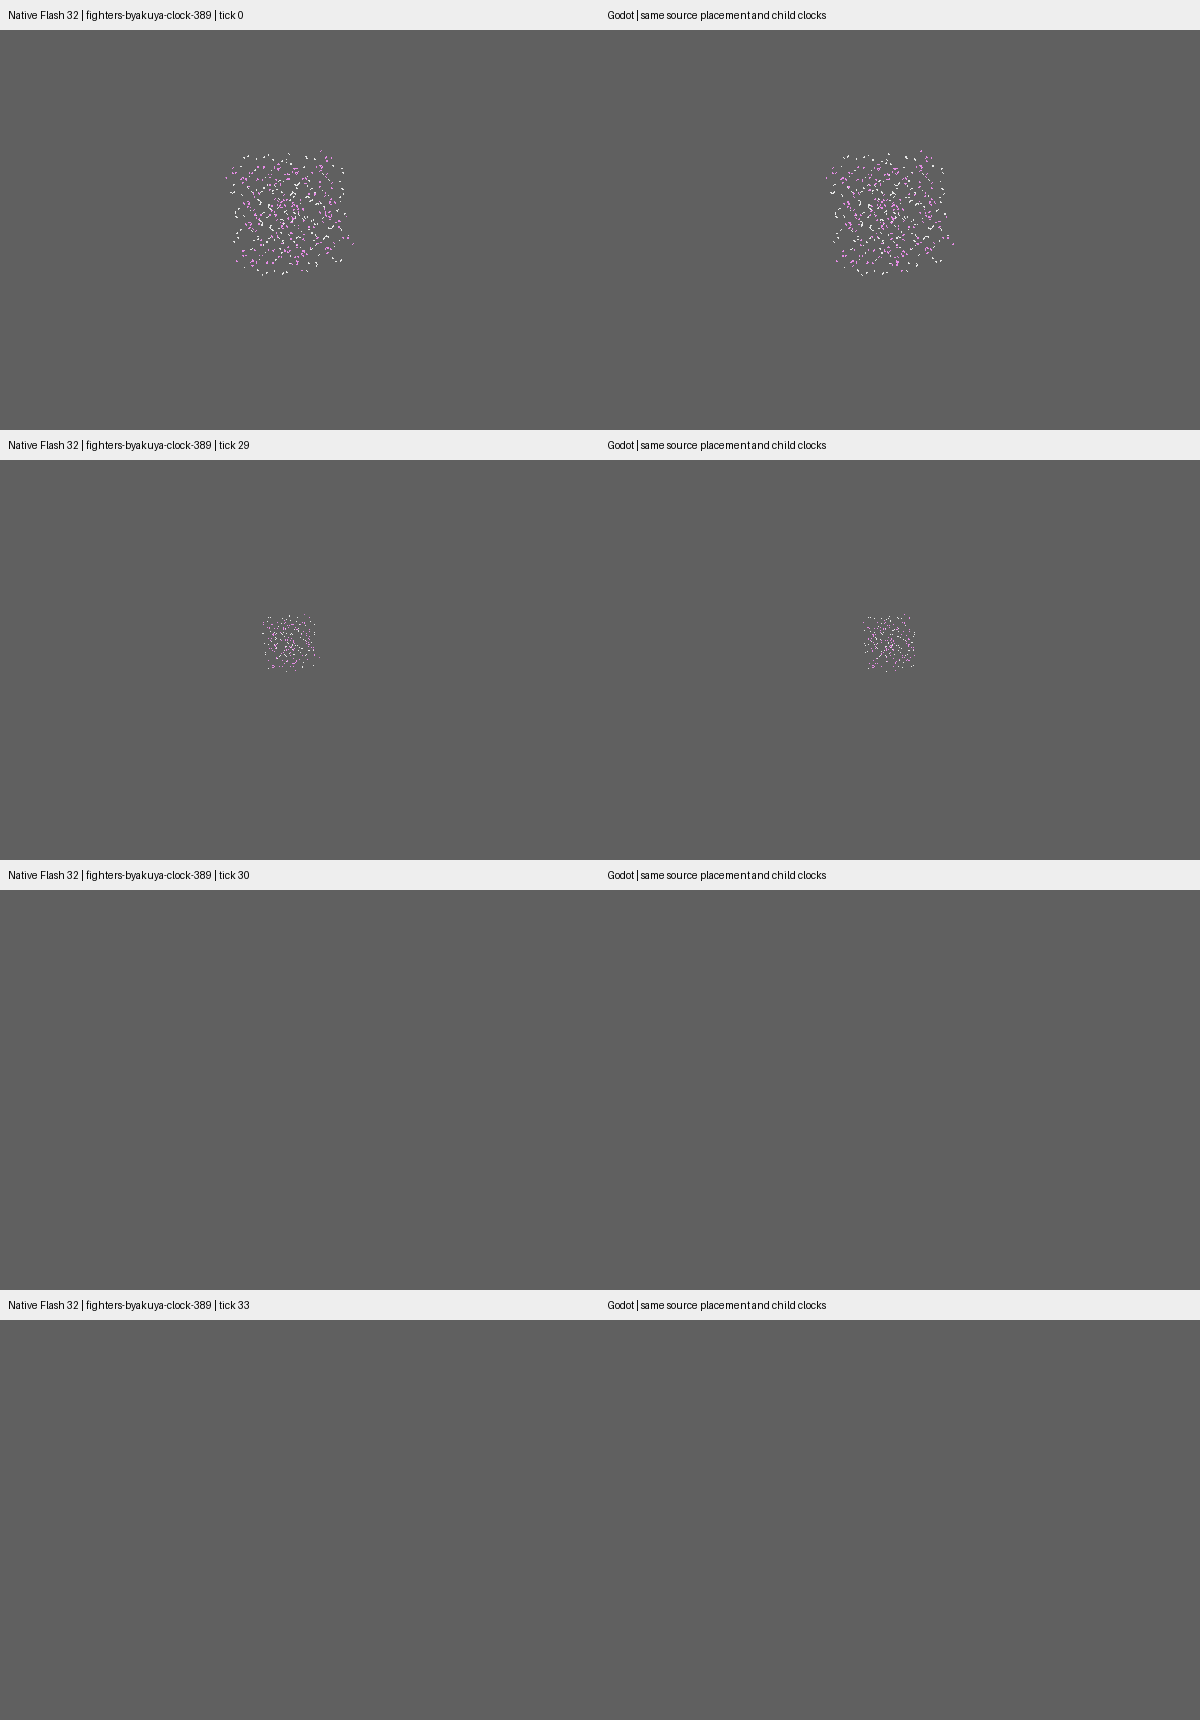 Native Flash 32 | fighters-byakuya-clock-389 | tick 0
Godot | same source placement and child clocks
Native Flash 32 | fighters-byakuya-clock-389 | tick 29
Godot | same source placement and child clocks
Native Flash 32 | fighters-byakuya-clock-389 | tick 30
Godot | same source placement and child clocks
Native Flash 32 | fighters-byakuya-clock-389 | tick 33
Godot | same source placement and child clocks